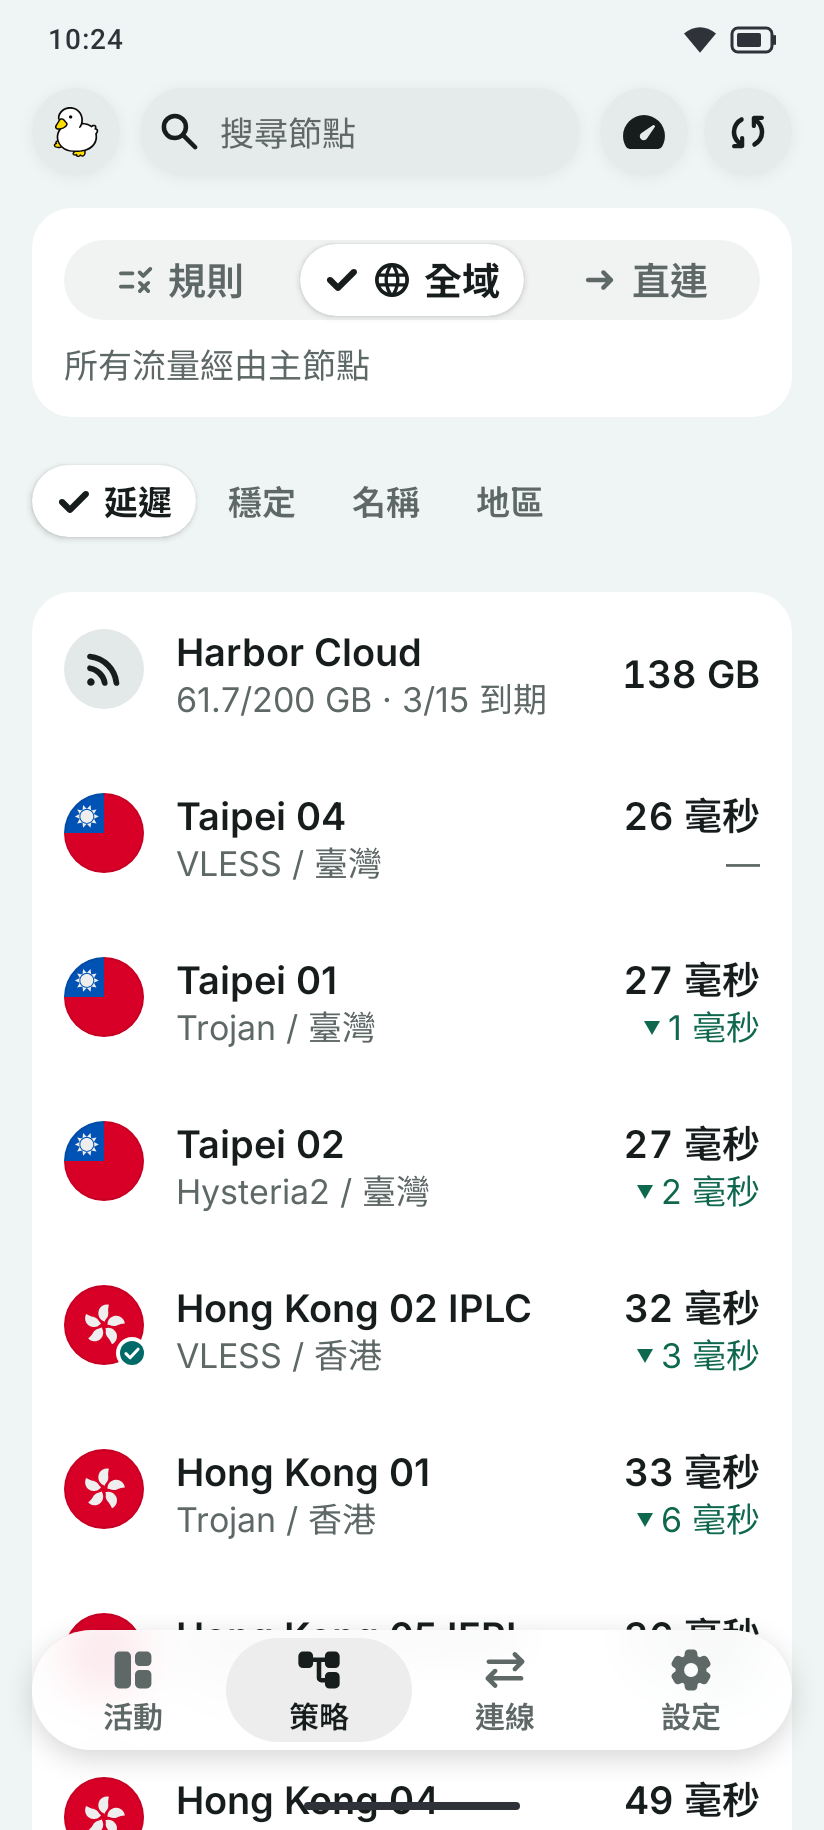 10:24
搜尋節點
規則
全域
直連
所有流量經由主節點
延遲
穩定
名稱
地區
Harbor Cloud
138 GB
61.7/200 GB · 3/15 到期
Taipei 04
26 毫秒
VLESS / 臺灣
—
Taipei 01
27 毫秒
Trojan / 臺灣
▼1 毫秒
Taipei 02
27 毫秒
Hysteria2 / 臺灣
▼2 毫秒
Hong Kong 02 IPLC
32 毫秒
VLESS / 香港
▼3 毫秒
Hong Kong 01
33 毫秒
Trojan / 香港
▼6 毫秒
Hong Kong 05
毫秒
活動
策略
連線
設定
Hong Kong 04
49 毫秒